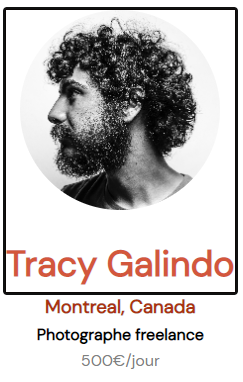 Tracy Galindo
Montreal, Canada
Photographe freelance
500€/jour